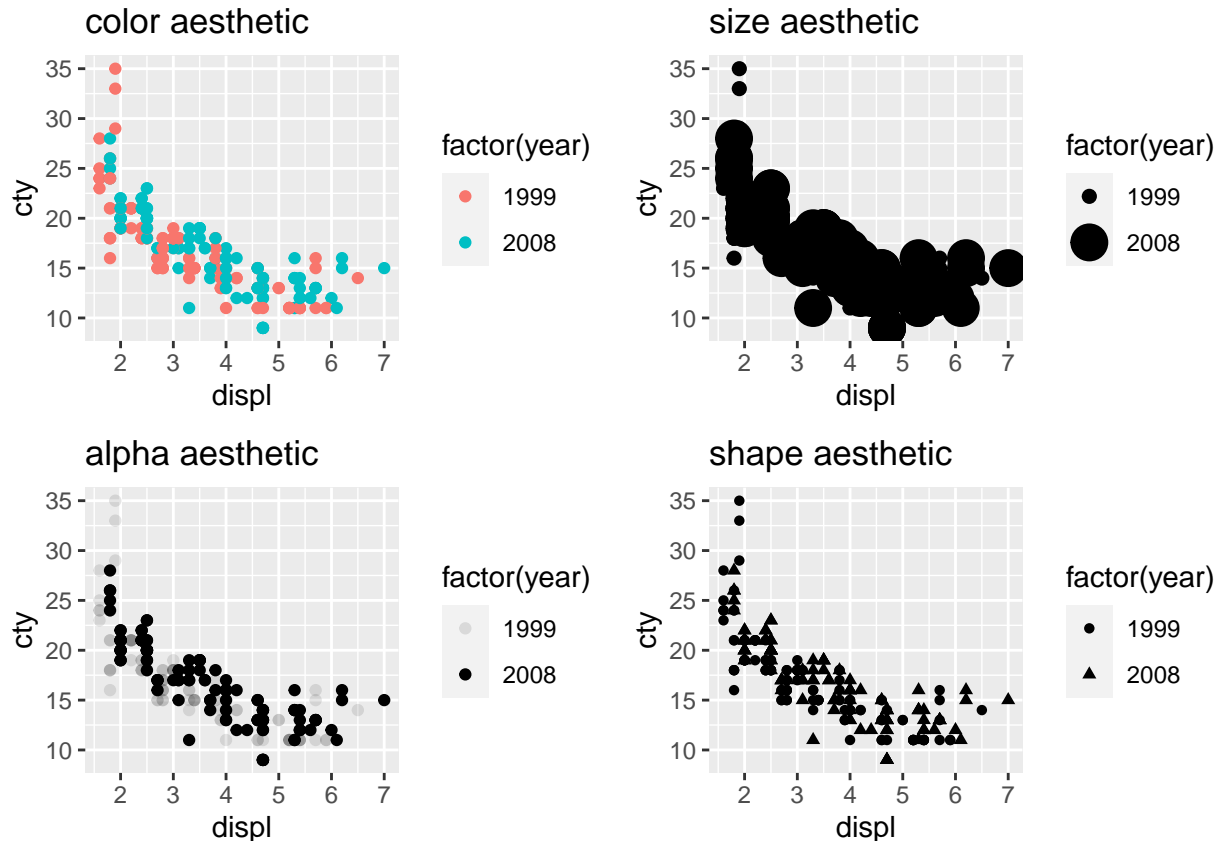 color aesthetic
35
30
25
20
15
10
cty
2 3 4 5 6 7
displ
factor(year)
1999
2008
size aesthetic
35
30
25
20
15
10
cty
2 3 4 5 6 7
displ
factor(year)
1999
2008
alpha aesthetic
35
30
25
20
15
10
cty
2 3 4 5 6 7
displ
factor(year)
1999
2008
shape aesthetic
35
30
25
20
15
10
cty
2 3 4 5 6 7
displ
factor(year)
1999
2008